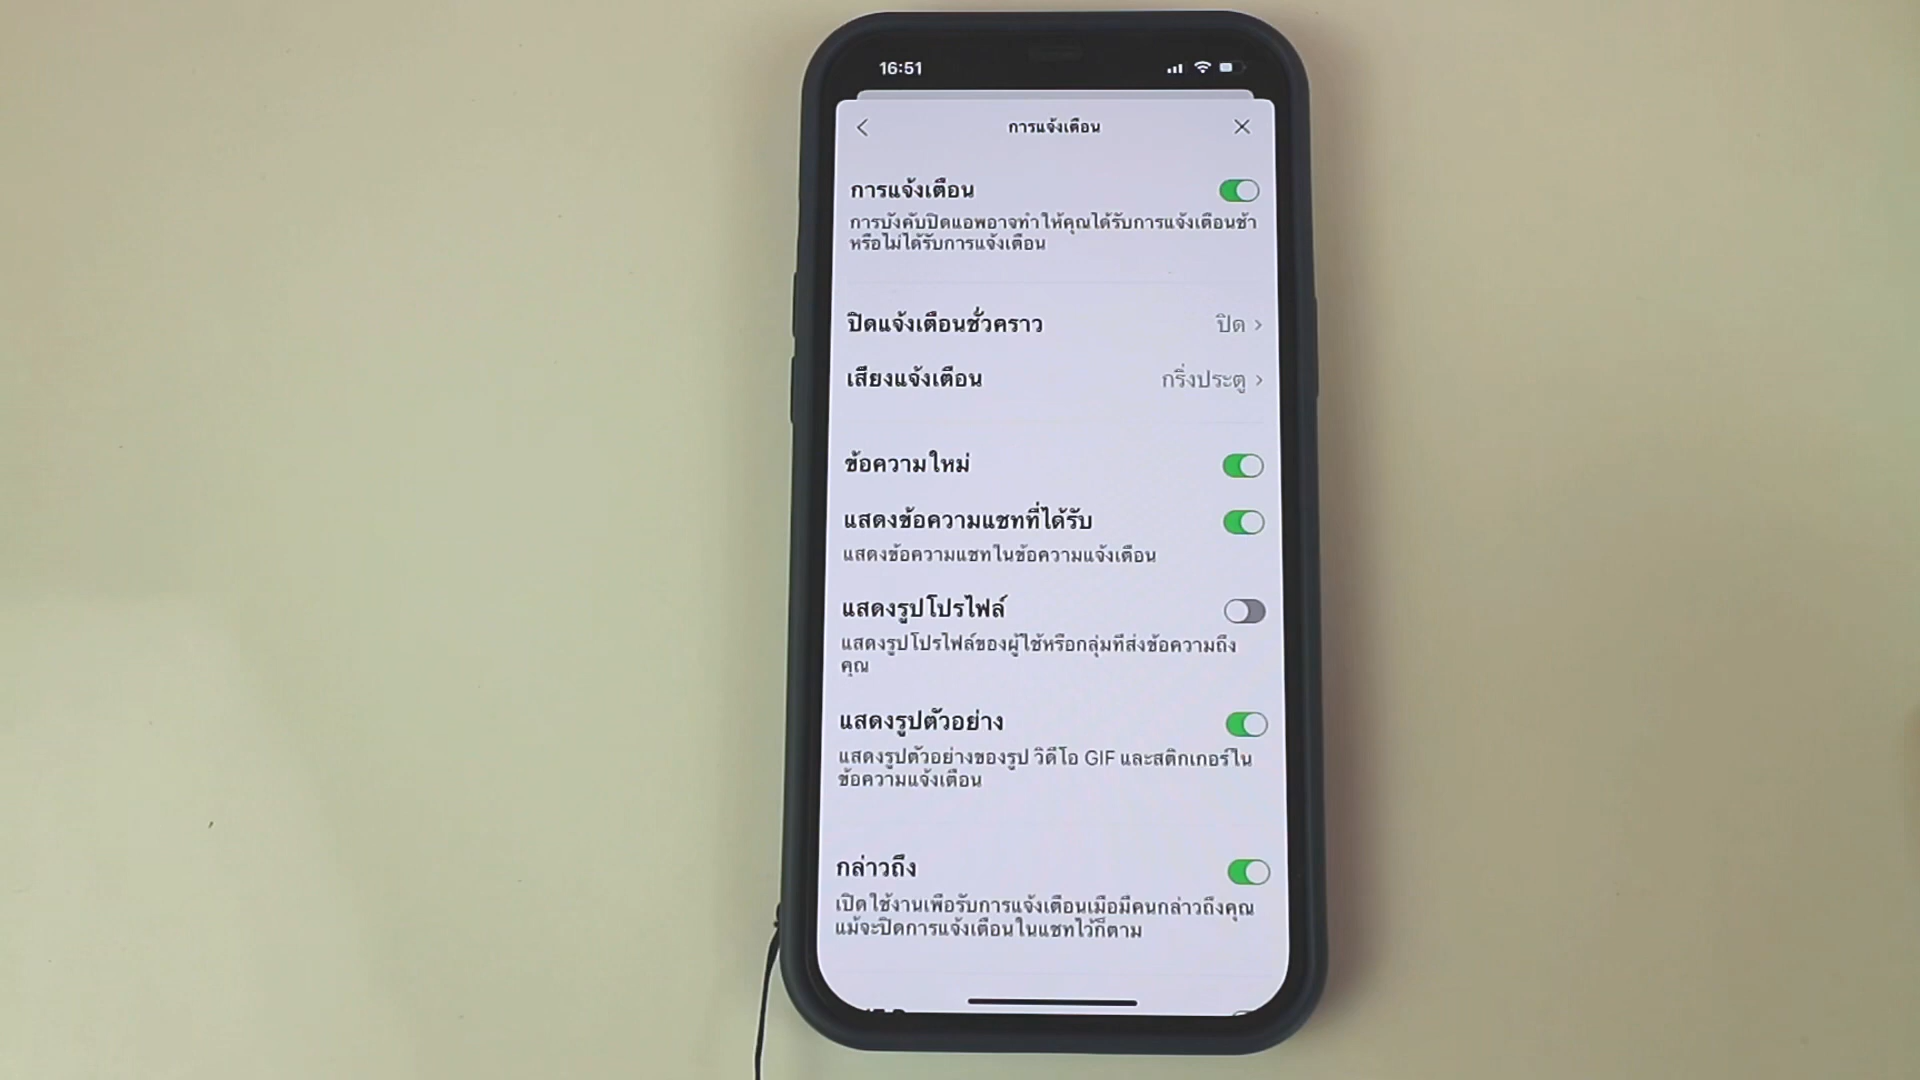 16:51
การแจ้งเตือน
การแจ้งเตือน
การบังคับปิดแอพอาจทำให้คุณได้รับการแจ้งเตือนช้า
หรือไม่ได้รับการแจ้งเตือน
ปิดแจ้งเตือนชั่วคราว ปิด
เสียงแจ้งเตือน กริ่งประตู
ข้อความใหม่
แสดงข้อความแชทที่ได้รับ
แสดงข้อความแชทในข้อความแจ้งเตือน
แสดงรูปโปรไฟล์
แสดงรูปโปรไฟล์ของผู้ใช้หรือกลุ่มที่ส่งข้อความถึง
คุณ
แสดงรูปตัวอย่าง
แสดงรูปตัวอย่างของรูป วิดีโอ GIF และสติกเกอร์ใน
ข้อความแจ้งเตือน
กล่าวถึง
เปิดใช้งานเพื่อรับการแจ้งเตือนเมื่อมีคนกล่าวถึงคุณ
แม้จะปิดการแจ้งเตือนในแชทไว้ก็ตาม